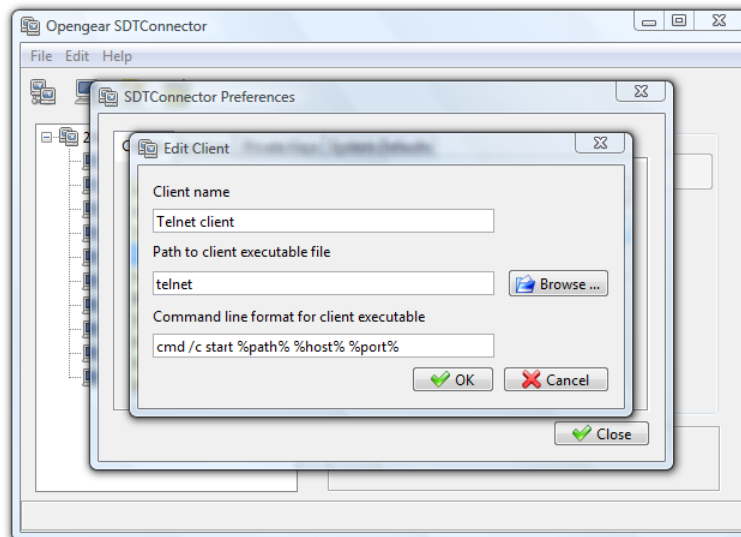 Opengear SDTConnector
File Edit Help
SDTConnector Preferences
2
C
Edit Client
Client name
Telnet client
Path to client executable file
telnet
Browse ...
Command line format for client executable
cmd /c start %path% %host% %port%
OK
Cancel
Close